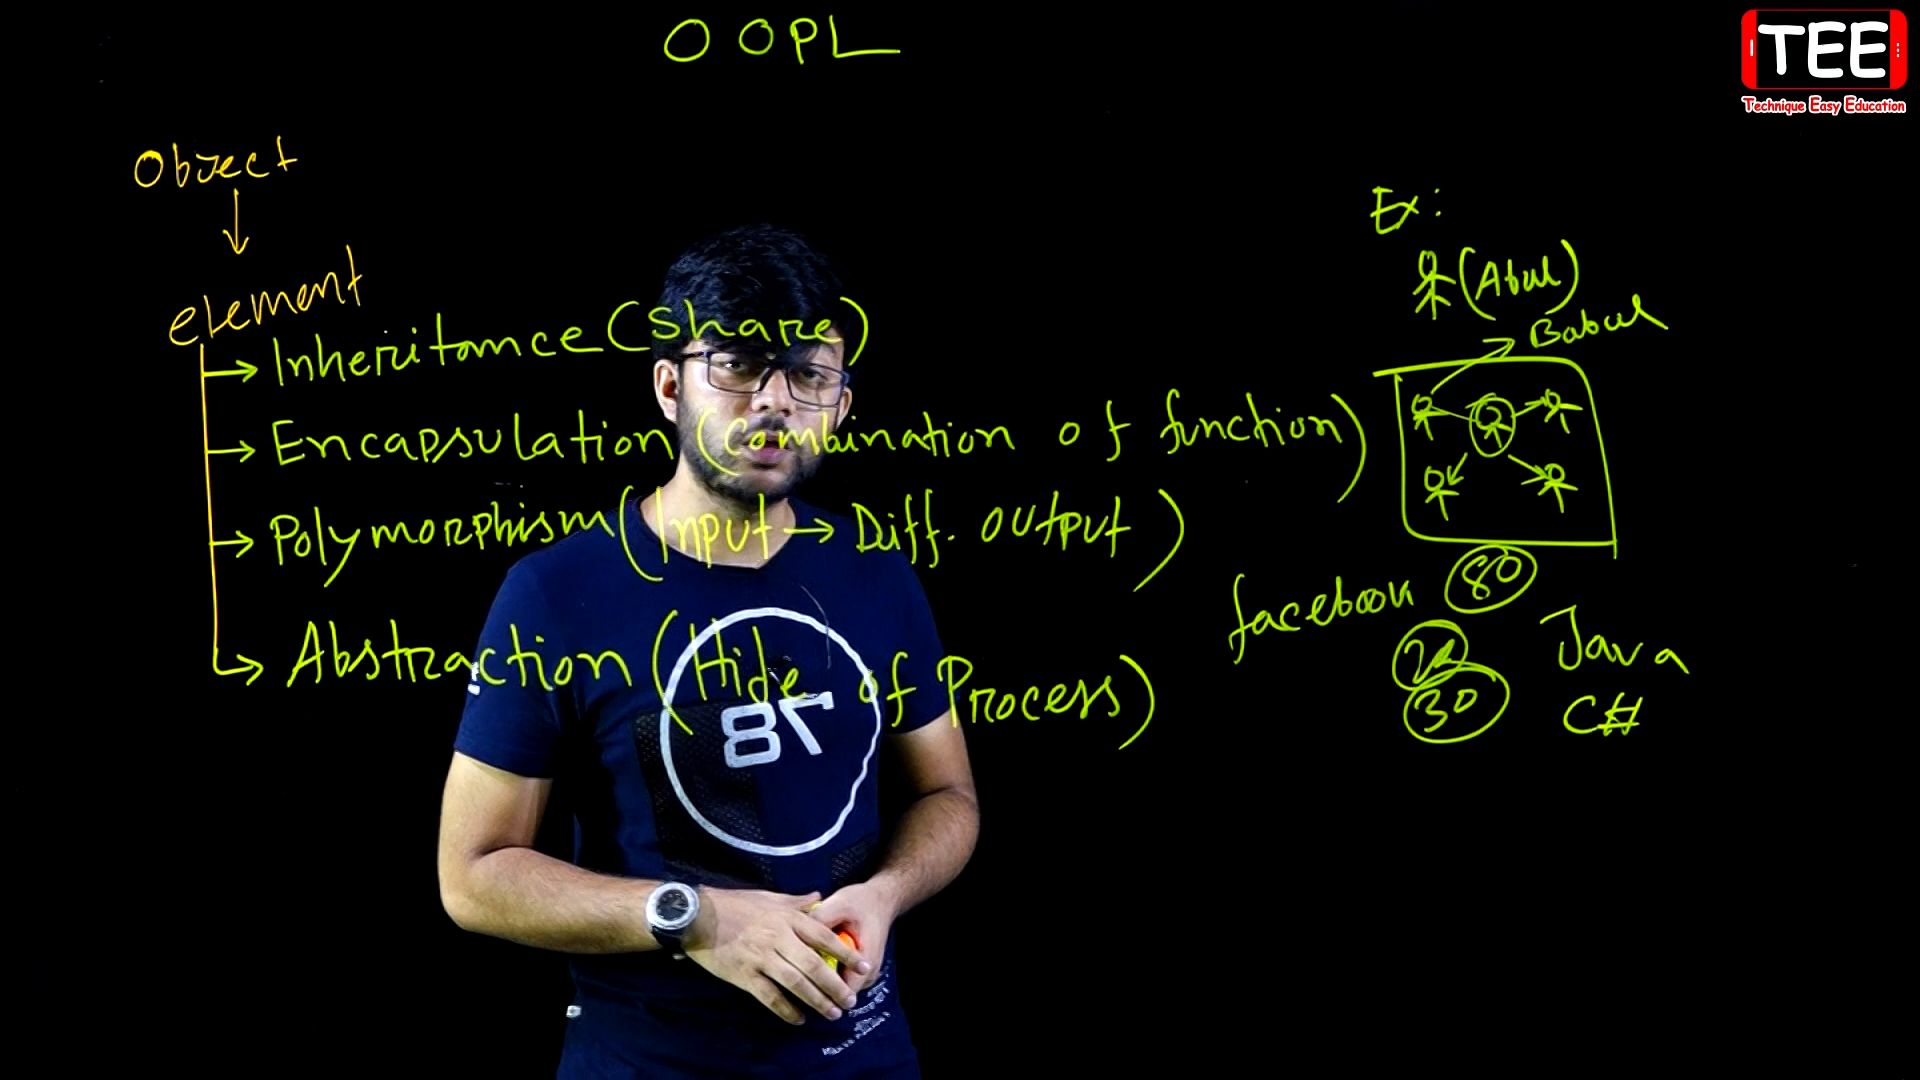 OOPL
TEE
Technique Easy Education
Object
element
Inheritance (Share)
Encapsulation (Combination of function)
Polymorphism (Input → Diff. output)
Abstraction (Hide of Process)
Ex:
(Abul)
Babul
facebook 80
30
Java
C#
78